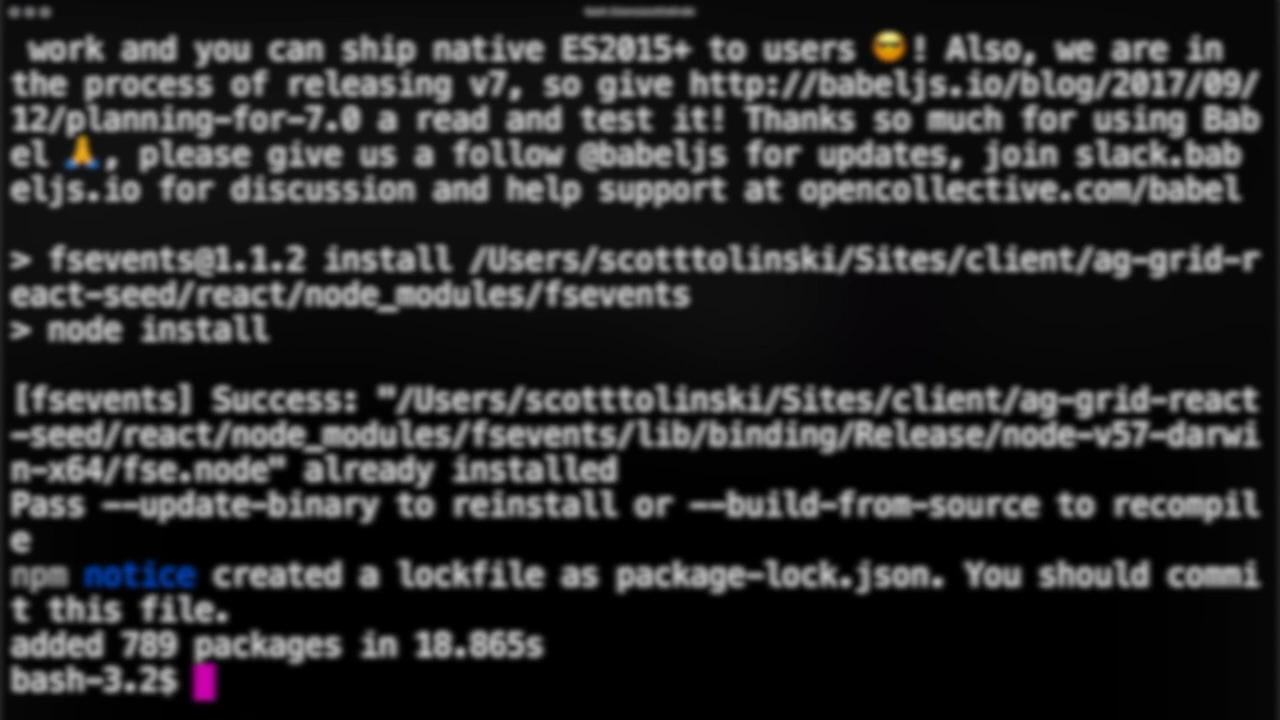 work and you can ship native ES2015+ to users 😎! Also, we are in
the process of releasing v7, so give http://babeljs.io/blog/2017/09/
12/planning-for-7.0 a read and test it! Thanks so much for using Bab
el 🙏, please give us a follow @babeljs for updates, join slack.bab
eljs.io for discussion and help support at opencollective.com/babel
> fsevents@1.1.2 install /Users/scotttolinski/Sites/client/ag-grid-r
eact-seed/react/node_modules/fsevents
> node install
[fsevents] Success: "/Users/scotttolinski/Sites/client/ag-grid-react
-seed/react/node_modules/fsevents/lib/binding/Release/node-v57-darwi
n-x64/fse.node" already installed
Pass --update-binary to reinstall or --build-from-source to recompil
e
npm notice created a lockfile as package-lock.json. You should commi
t this file.
added 789 packages in 18.865s
bash-3.2$